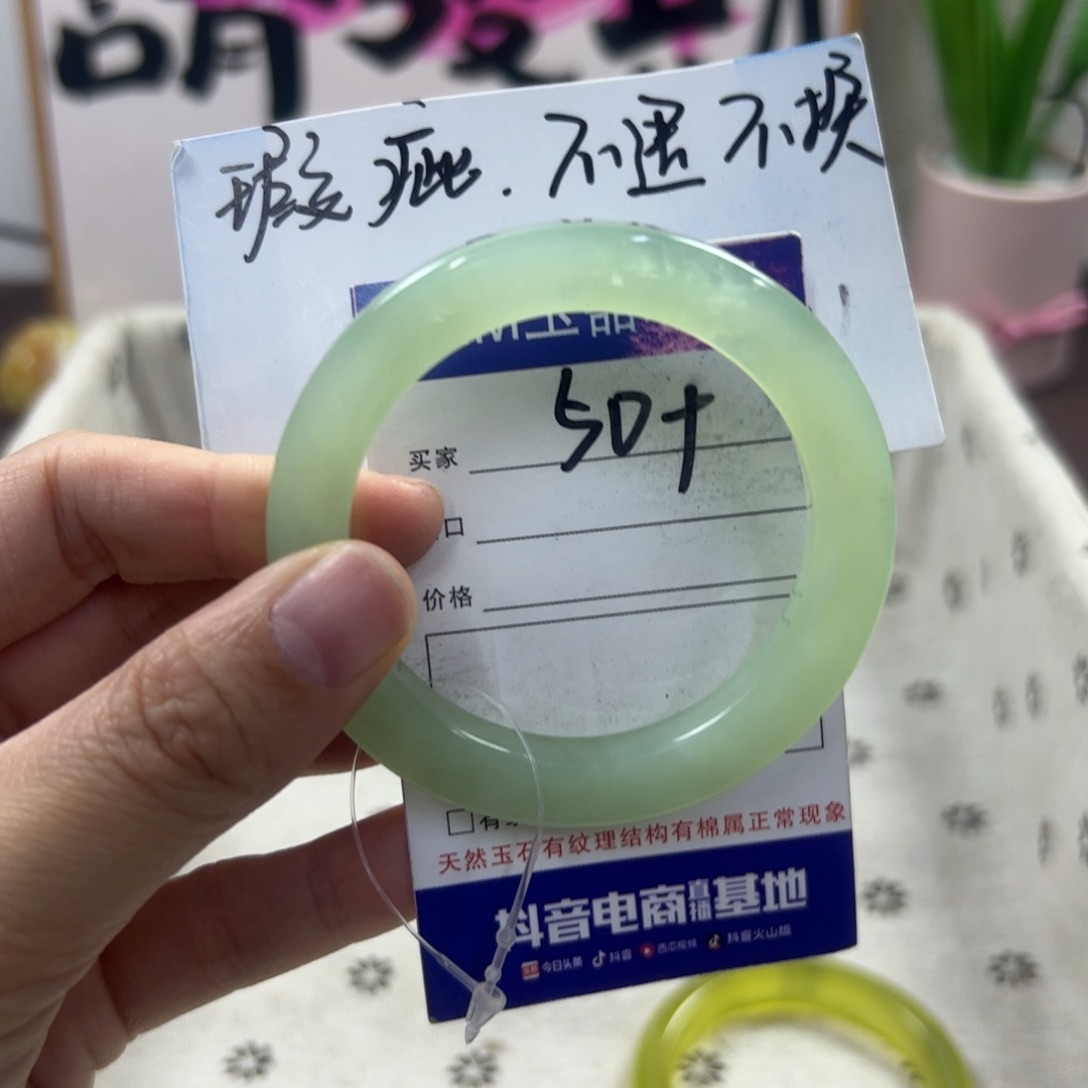 瑕疵.不退不换
50+
买家
口
价格
天然玉石有纹理结构有棉属正常现象
抖音电商直播基地
今日头条 抖音 西瓜视频 抖音火山版